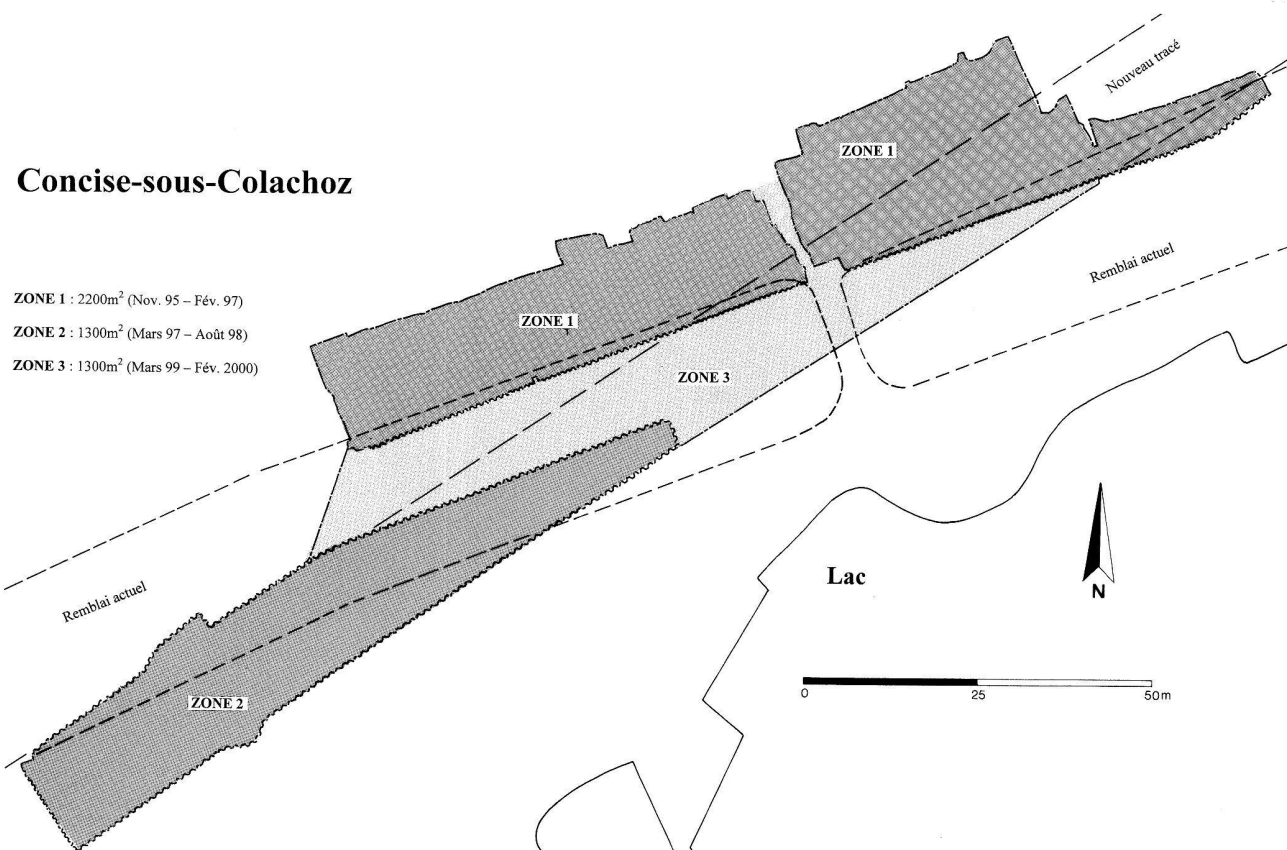 Nouveau tracé
ZONE 1
Concise-sous-Colachoz
Remblai actuel
ZONE 1 : 2200m² (Nov. 95 – Fév. 97)
ZONE 2 : 1300m² (Mars 97 – Août 98)
ZONE 3 : 1300m² (Mars 99 – Fév. 2000)
ZONE 1
ZONE 3
Lac
N
Remblai actuel
0 25 50m
ZONE 2